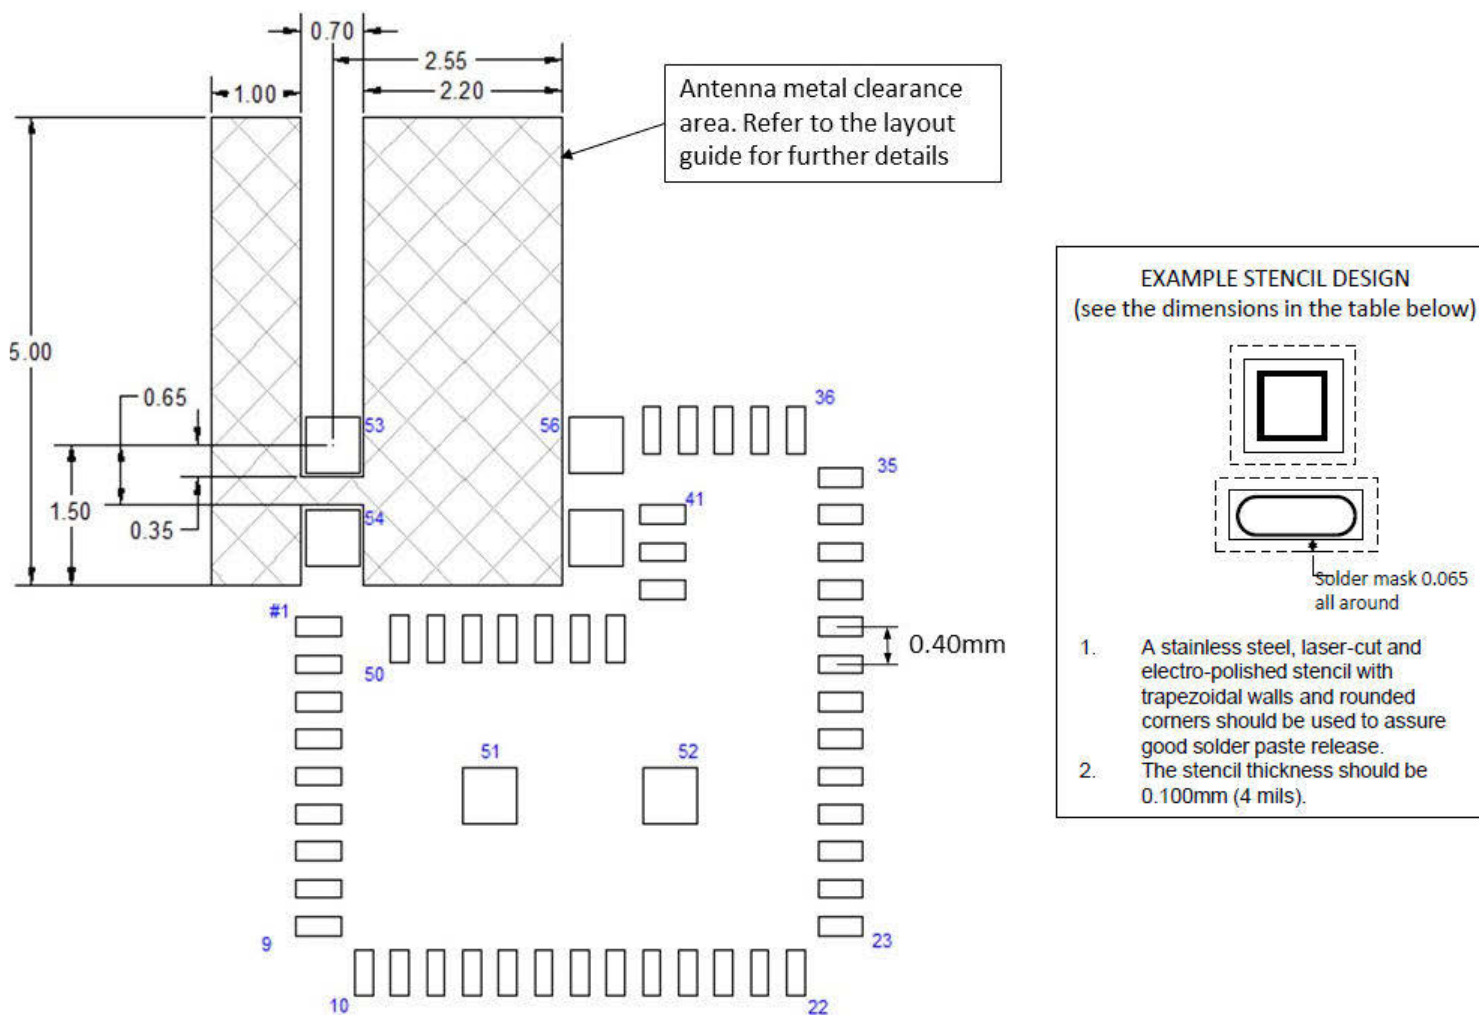 0.70
2.55
1.00
2.20
Antenna metal clearance
area. Refer to the layout
guide for further details
5.00
0.65
1.50
0.35
53
54
56
36
35
41
#1
50
0.40mm
51
52
9
10
22
23
EXAMPLE STENCIL DESIGN
(see the dimensions in the table below)
Solder mask 0.065
all around
1. A stainless steel, laser-cut and
electro-polished stencil with
trapezoidal walls and rounded
corners should be used to assure
good solder paste release.
2. The stencil thickness should be
0.100mm (4 mils).